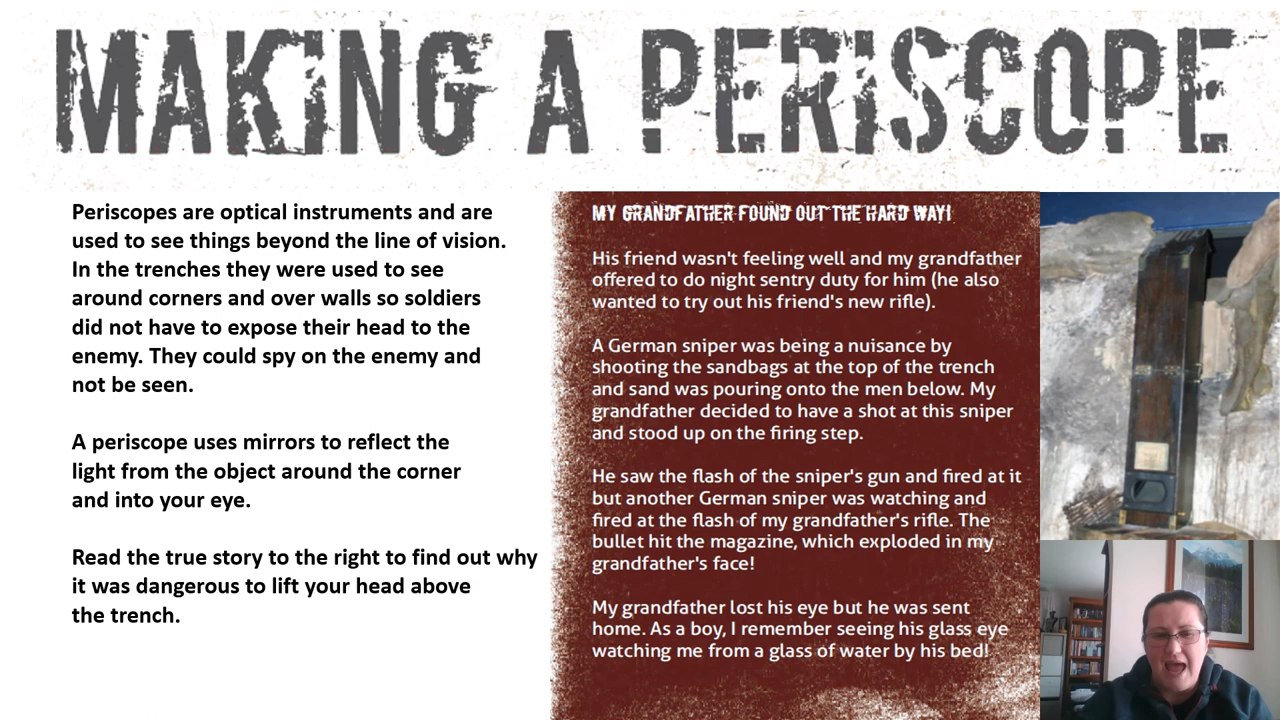 MAKING A PERISCOPE
Periscopes are optical instruments and are
used to see things beyond the line of vision.
In the trenches they were used to see
around corners and over walls so soldiers
did not have to expose their head to the
enemy. They could spy on the enemy and
not be seen.
A periscope uses mirrors to reflect the
light from the object around the corner
and into your eye.
Read the true story to the right to find out why
it was dangerous to lift your head above
the trench.
MY GRANDFATHER FOUND OUT THE HARD WAY!
His friend wasn't feeling well and my grandfather
offered to do night sentry duty for him (he also
wanted to try out his friend's new rifle).
A German sniper was being a nuisance by
shooting the sandbags at the top of the trench
and sand was pouring onto the men below. My
grandfather decided to have a shot at this sniper
and stood up on the firing step.
He saw the flash of the sniper's gun and fired at it
but another German sniper was watching and
fired at the flash of my grandfather's rifle. The
bullet hit the magazine, which exploded in my
grandfather's face!
My grandfather lost his eye but he was sent
home. As a boy, I remember seeing his glass eye
watching me from a glass of water by his bed!